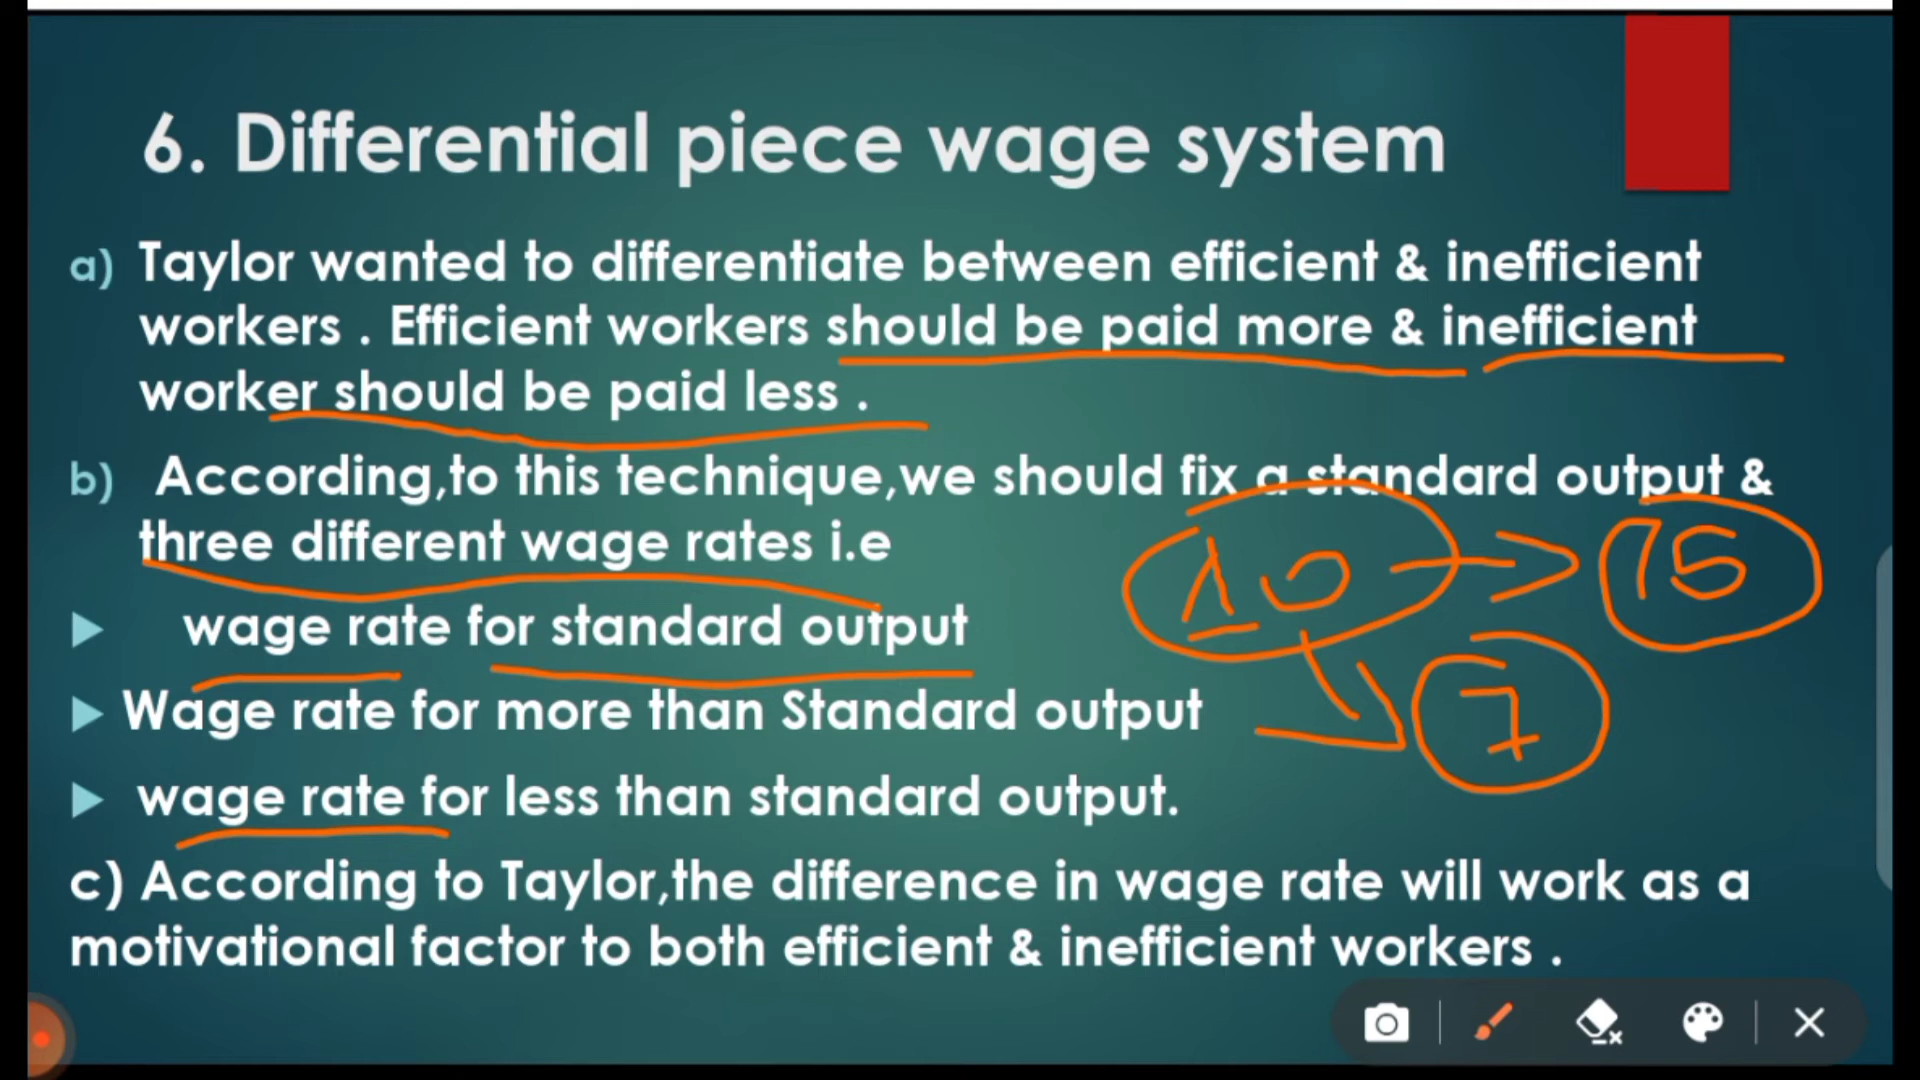 6. Differential piece wage system
a) Taylor wanted to differentiate between efficient & inefficient
workers . Efficient workers should be paid more & inefficient
worker should be paid less .
b) According,to this technique,we should fix a standard output &
three different wage rates i.e
10 15
wage rate for standard output
Wage rate for more than Standard output
7
wage rate for less than standard output.
c) According to Taylor,the difference in wage rate will work as a
motivational factor to both efficient & inefficient workers .